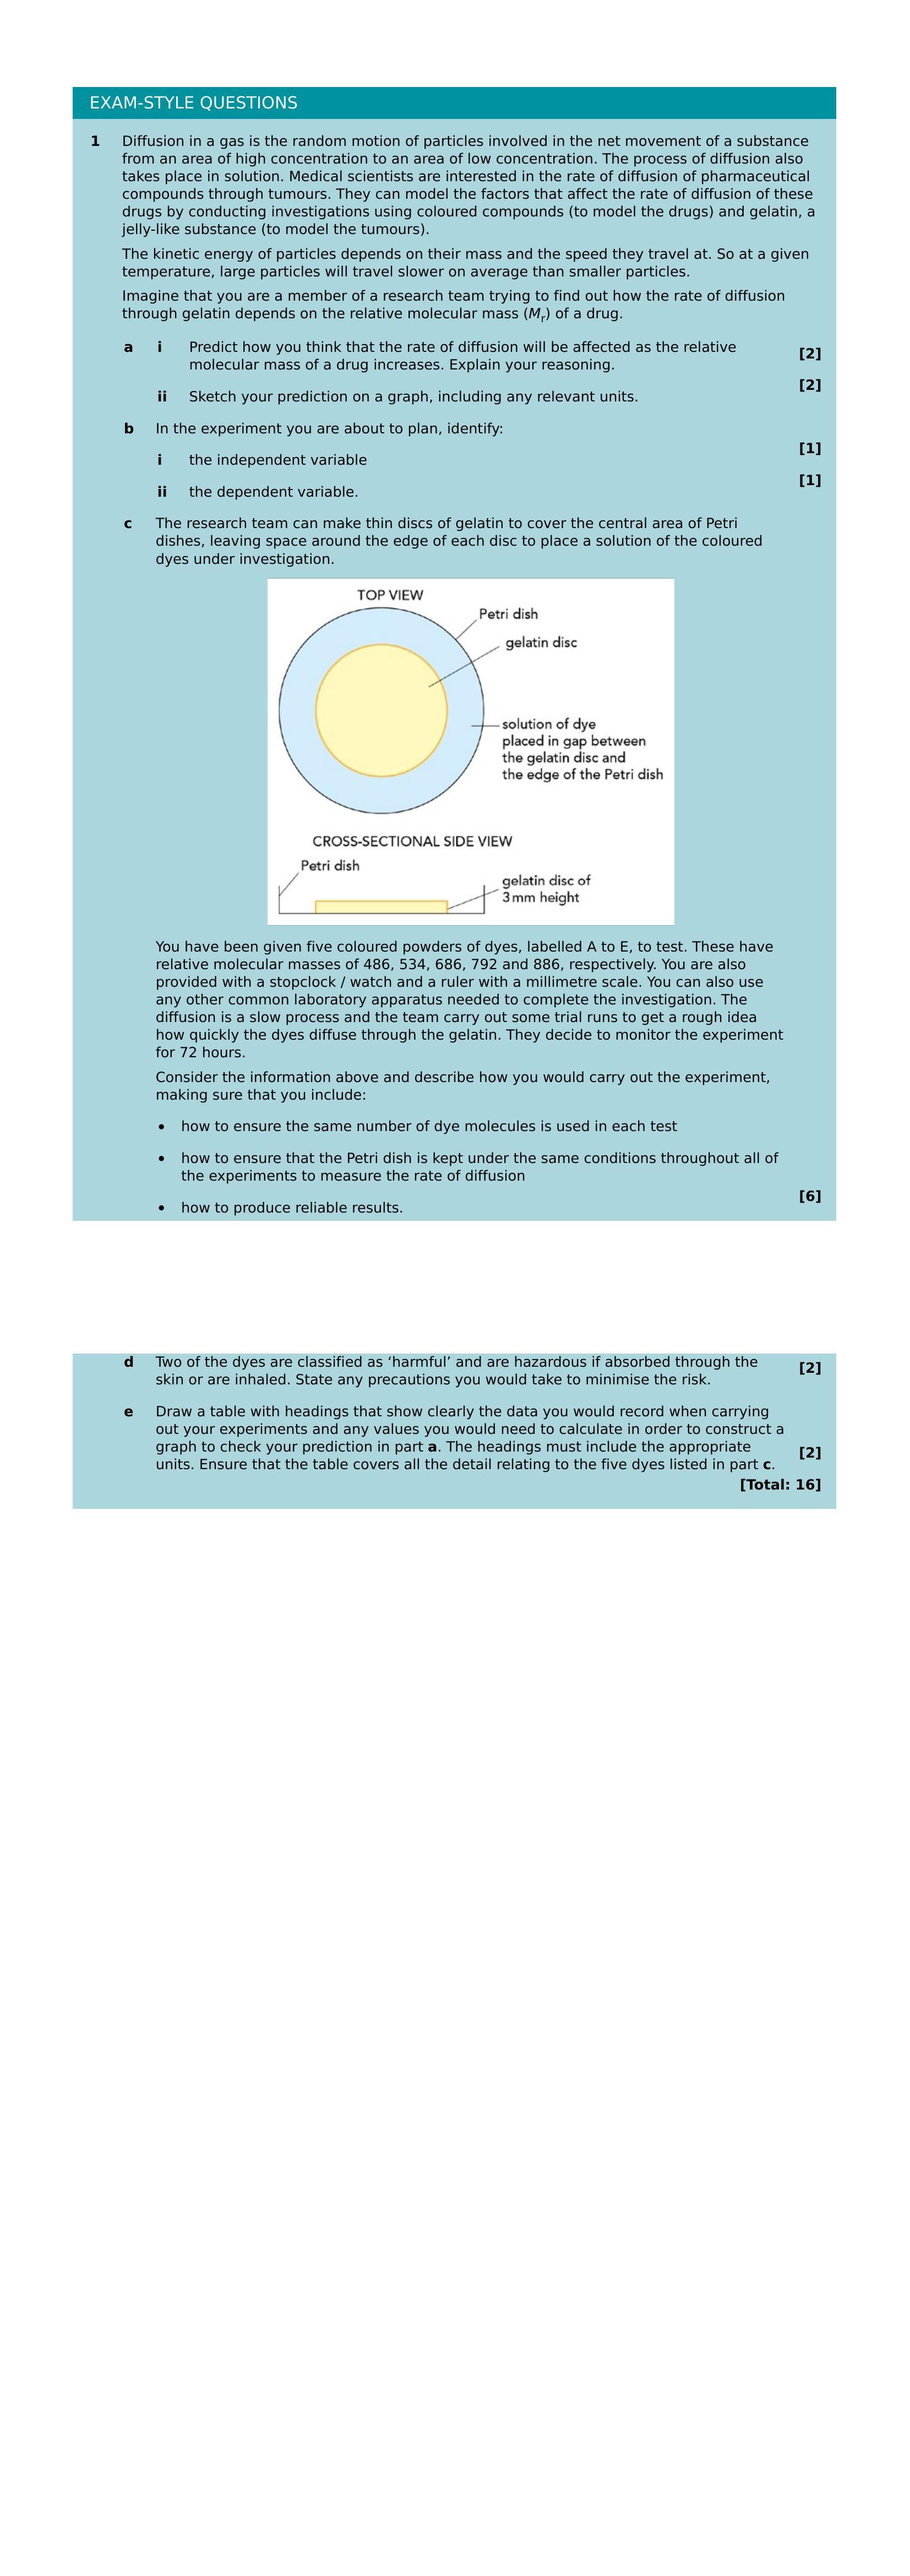 EXAM-STYLE QUESTIONS
1 Diffusion in a gas is the random motion of particles involved in the net movement of a substance
from an area of high concentration to an area of low concentration. The process of diffusion also
takes place in solution. Medical scientists are interested in the rate of diffusion of pharmaceutical
compounds through tumours. They can model the factors that affect the rate of diffusion of these
drugs by conducting investigations using coloured compounds (to model the drugs) and gelatin, a
jelly-like substance (to model the tumours).
The kinetic energy of particles depends on their mass and the speed they travel at. So at a given
temperature, large particles will travel slower on average than smaller particles.
Imagine that you are a member of a research team trying to find out how the rate of diffusion
through gelatin depends on the relative molecular mass (Mr) of a drug.
a i Predict how you think that the rate of diffusion will be affected as the relative
molecular mass of a drug increases. Explain your reasoning. [2]
ii Sketch your prediction on a graph, including any relevant units. [2]
b In the experiment you are about to plan, identify:
i the independent variable [1]
ii the dependent variable. [1]
c The research team can make thin discs of gelatin to cover the central area of Petri
dishes, leaving space around the edge of each disc to place a solution of the coloured
dyes under investigation.
TOP VIEW
Petri dish
gelatin disc
solution of dye
placed in gap between
the gelatin disc and
the edge of the Petri dish
CROSS-SECTIONAL SIDE VIEW
Petri dish
gelatin disc of
3 mm height
You have been given five coloured powders of dyes, labelled A to E, to test. These have
relative molecular masses of 486, 534, 686, 792 and 886, respectively. You are also
provided with a stopclock / watch and a ruler with a millimetre scale. You can also use
any other common laboratory apparatus needed to complete the investigation. The
diffusion is a slow process and the team carry out some trial runs to get a rough idea
how quickly the dyes diffuse through the gelatin. They decide to monitor the experiment
for 72 hours.
Consider the information above and describe how you would carry out the experiment,
making sure that you include:
• how to ensure the same number of dye molecules is used in each test
• how to ensure that the Petri dish is kept under the same conditions throughout all of
the experiments to measure the rate of diffusion
• how to produce reliable results. [6]
d Two of the dyes are classified as ‘harmful’ and are hazardous if absorbed through the
skin or are inhaled. State any precautions you would take to minimise the risk. [2]
e Draw a table with headings that show clearly the data you would record when carrying
out your experiments and any values you would need to calculate in order to construct a
graph to check your prediction in part a. The headings must include the appropriate
units. Ensure that the table covers all the detail relating to the five dyes listed in part c. [2]
[Total: 16]